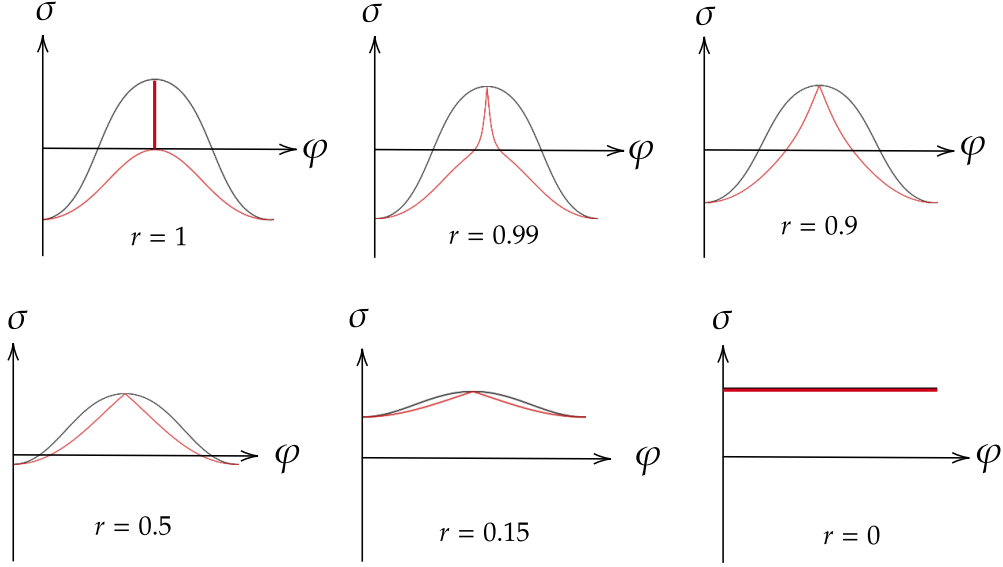 σ
φ
r = 1
σ
φ
r = 0.99
σ
φ
r = 0.9
σ
φ
r = 0.5
σ
φ
r = 0.15
σ
φ
r = 0